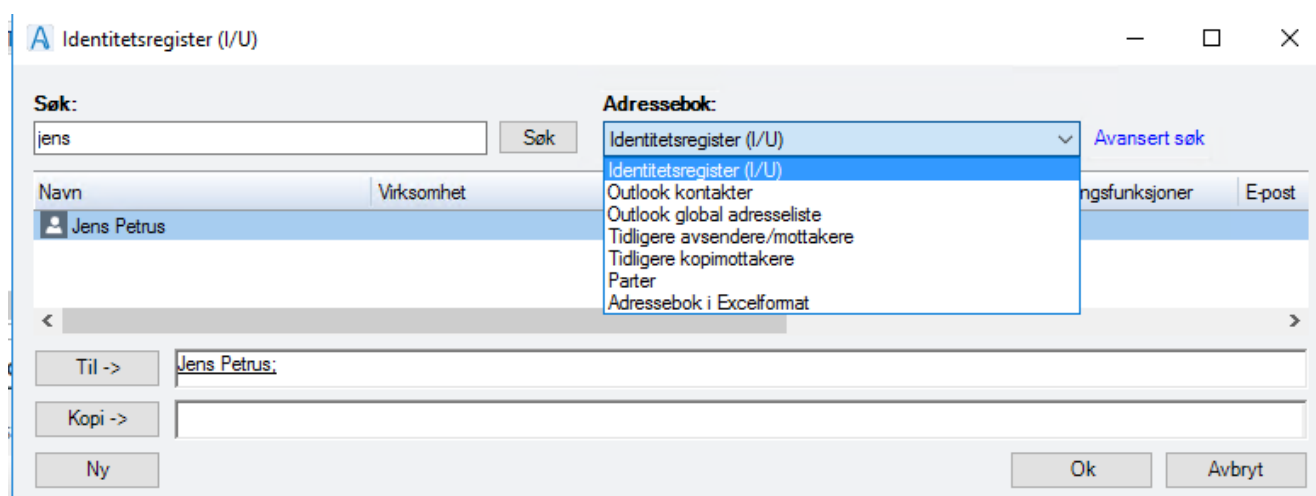 Identitetsregister (I/U)
Søk:
Adressebok:
jens
Søk
Identitetsregister (I/U)
Avansert søk
Identitetsregister (I/U)
Outlook kontakter
Outlook global adresseliste
Tidligere avsendere/mottakere
Tidligere kopimottakere
Parter
Adressebok i Excelformat
Navn Virksomhet ngsfunksjoner E-post
Jens Petrus
Til -> Jens Petrus;
Kopi ->
Ny Ok Avbryt